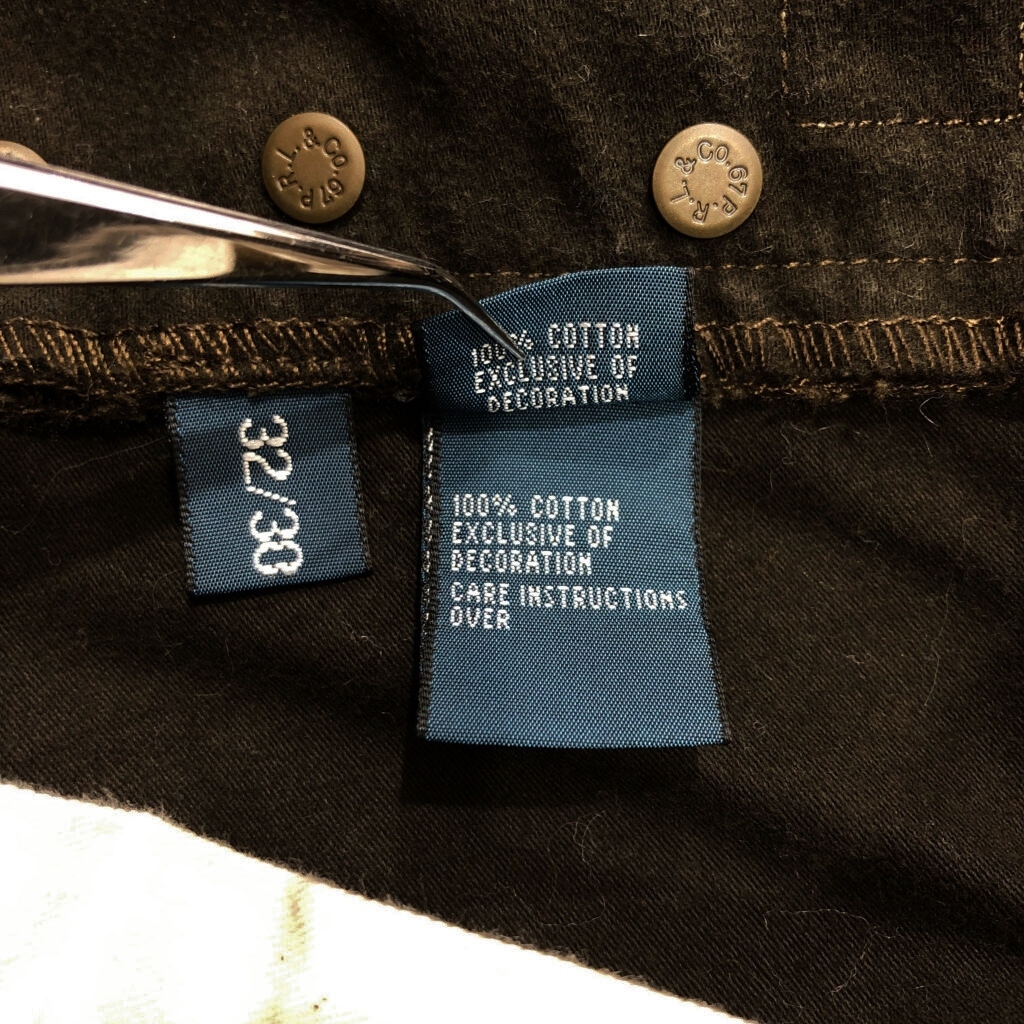 P.R.L. & CO. 67
P.R.L. & CO. 67
100% COTTON
EXCLUSIVE OF
DECORATION
32/30
100% COTTON
EXCLUSIVE OF
DECORATION
CARE INSTRUCTIONS
OVER